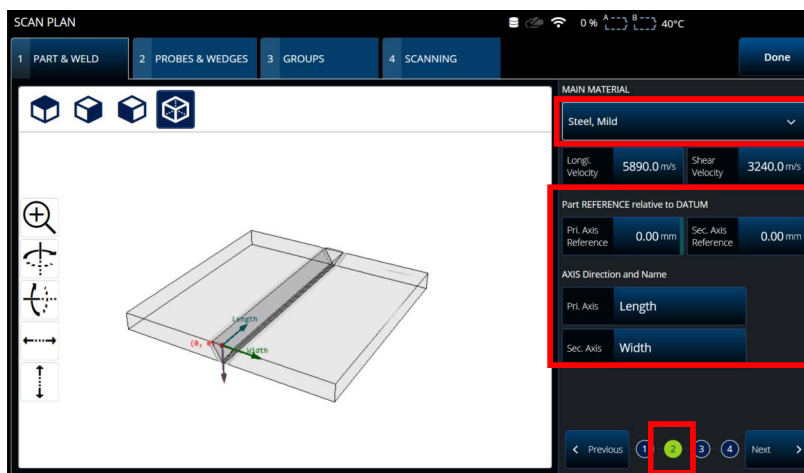 SCAN PLAN
0 % A B 40°C
1 PART & WELD 2 PROBES & WEDGES 3 GROUPS 4 SCANNING Done
MAIN MATERIAL
Steel, Mild
Longi. Velocity 5890.0 m/s Shear Velocity 3240.0 m/s
Part REFERENCE relative to DATUM
Pri. Axis Reference 0.00 mm Sec. Axis Reference 0.00 mm
AXIS Direction and Name
Pri. Axis Length
Sec. Axis Width
Length
(0,
Width
Previous 1 2 3 4 Next